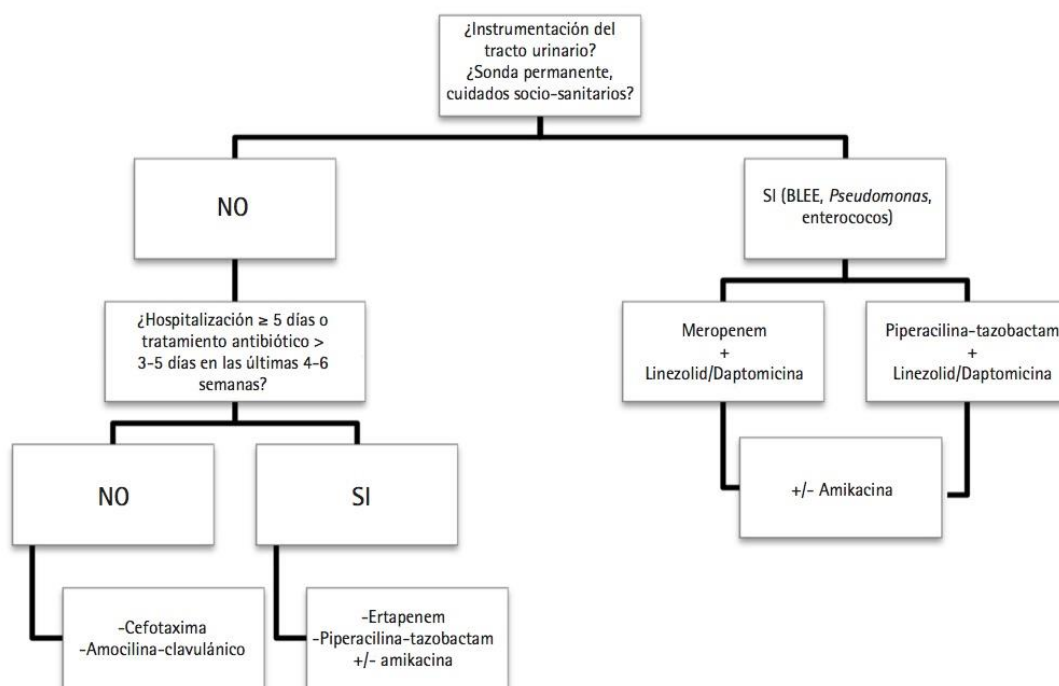 ¿Instrumentación del
tracto urinario?
¿Sonda permanente,
cuidados socio-sanitarios?
NO
SI (BLEE, Pseudomonas,
enterococos)
¿Hospitalización ≥ 5 días o
tratamiento antibiótico >
3-5 días en las últimas 4-6
semanas?
Meropenem
+
Linezolid/Daptomicina
Piperacilina-tazobactam
+
Linezolid/Daptomicina
NO
SI
+/- Amikacina
-Cefotaxima
-Amocilina-clavulánico
-Ertapenem
-Piperacilina-tazobactam
+/- amikacina